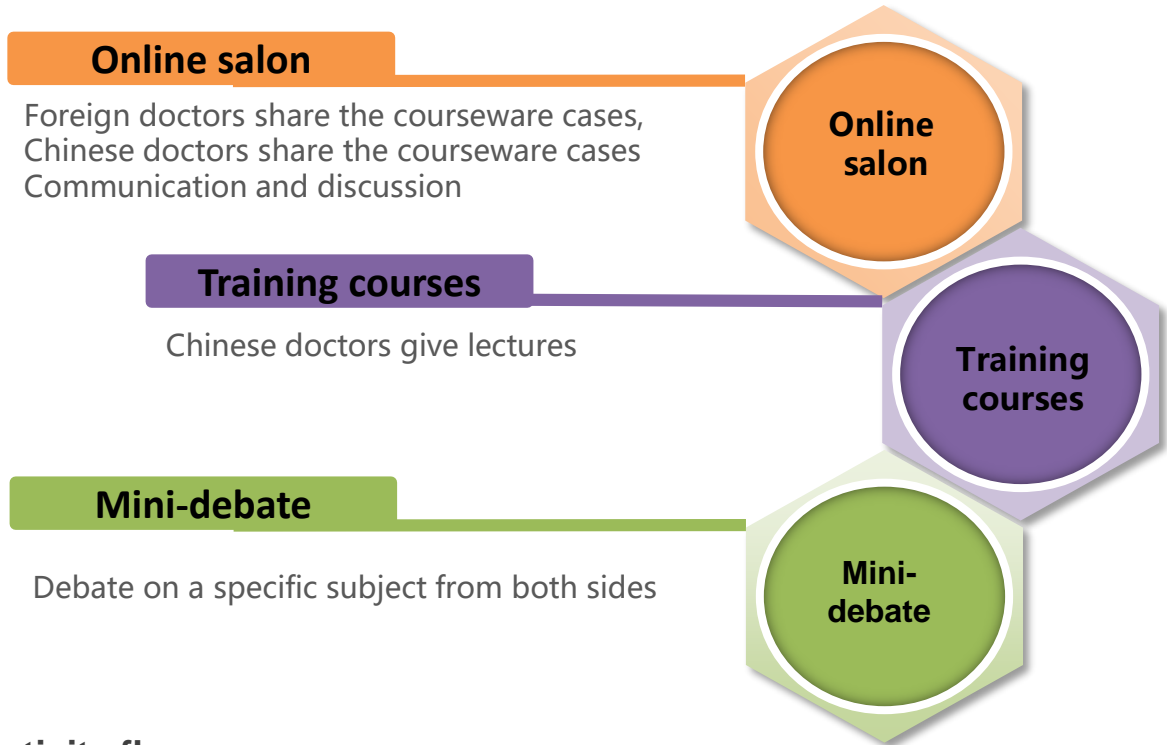 Online salon
Foreign doctors share the courseware cases,
Chinese doctors share the courseware cases
Communication and discussion
Online
salon
Training courses
Chinese doctors give lectures
Training
courses
Mini-debate
Debate on a specific subject from both sides
Mini-
debate